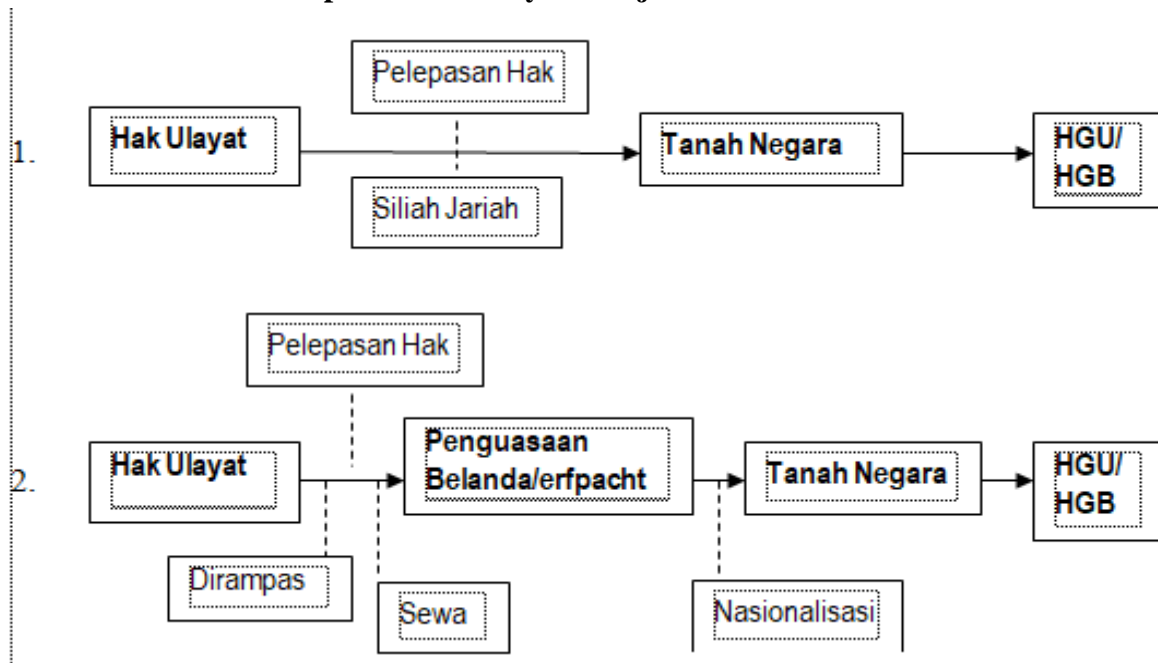 Pelepasan Hak
1.
Hak Ulayat
Tanah Negara
HGU/
HGB
Siliah Jariah
Pelepasan Hak
2.
Hak Ulayat
Penguasaan
Belanda/erfpacht
Tanah Negara
HGU/
HGB
Dirampas
Sewa
Nasionalisasi